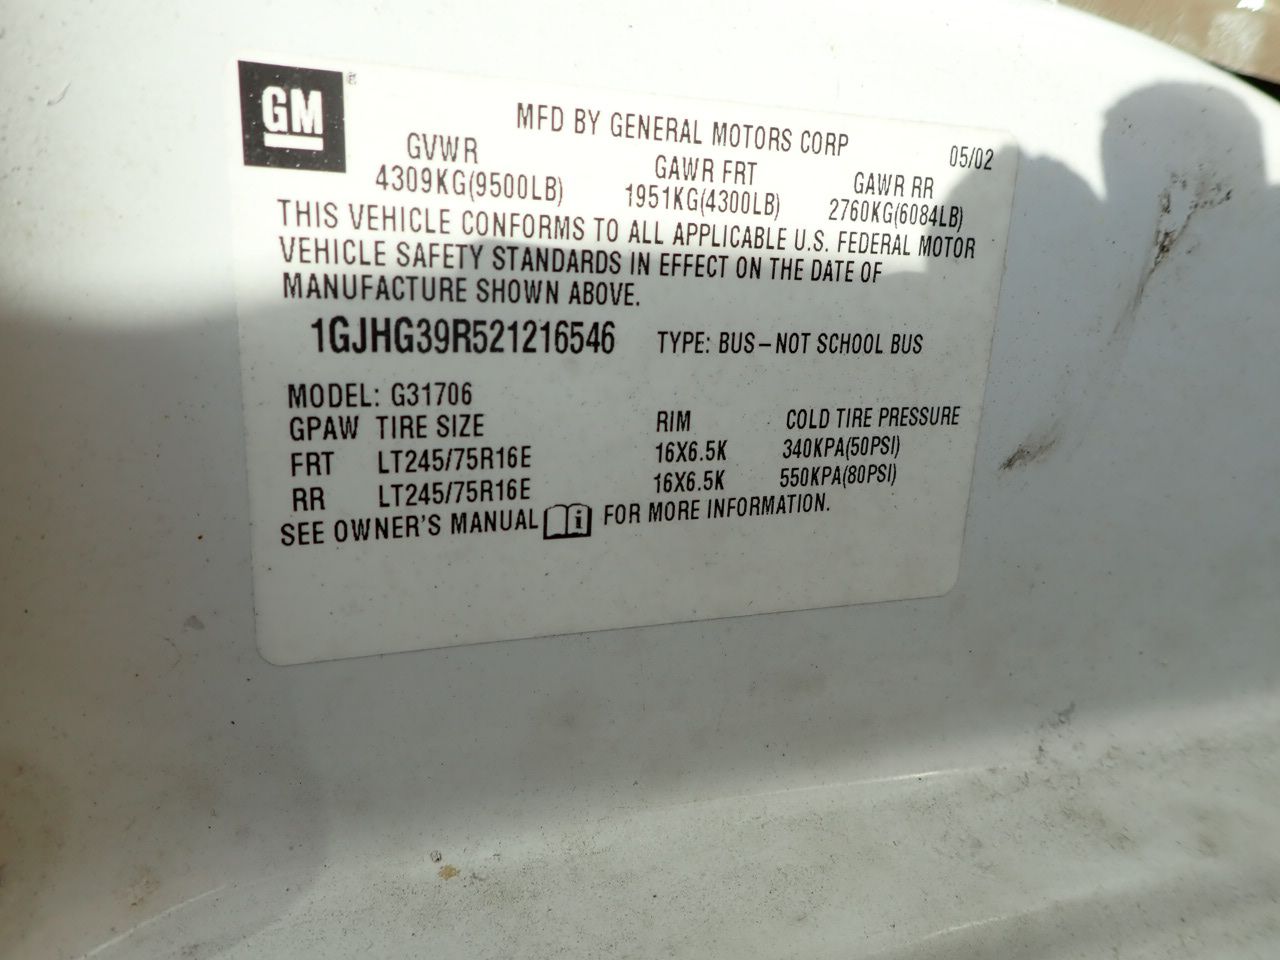 GM®
MFD BY GENERAL MOTORS CORP 05/02
GVWR GAWR FRT GAWR RR
4309KG(9500LB) 1951KG(4300LB) 2760KG(6084LB)
THIS VEHICLE CONFORMS TO ALL APPLICABLE U.S. FEDERAL MOTOR
VEHICLE SAFETY STANDARDS IN EFFECT ON THE DATE OF
MANUFACTURE SHOWN ABOVE.
1GJHG39R521216546 TYPE: BUS–NOT SCHOOL BUS
MODEL: G31706
GPAW TIRE SIZE RIM COLD TIRE PRESSURE
FRT LT245/75R16E 16X6.5K 340KPA(50PSI)
RR LT245/75R16E 16X6.5K 550KPA(80PSI)
SEE OWNER'S MANUAL i FOR MORE INFORMATION.